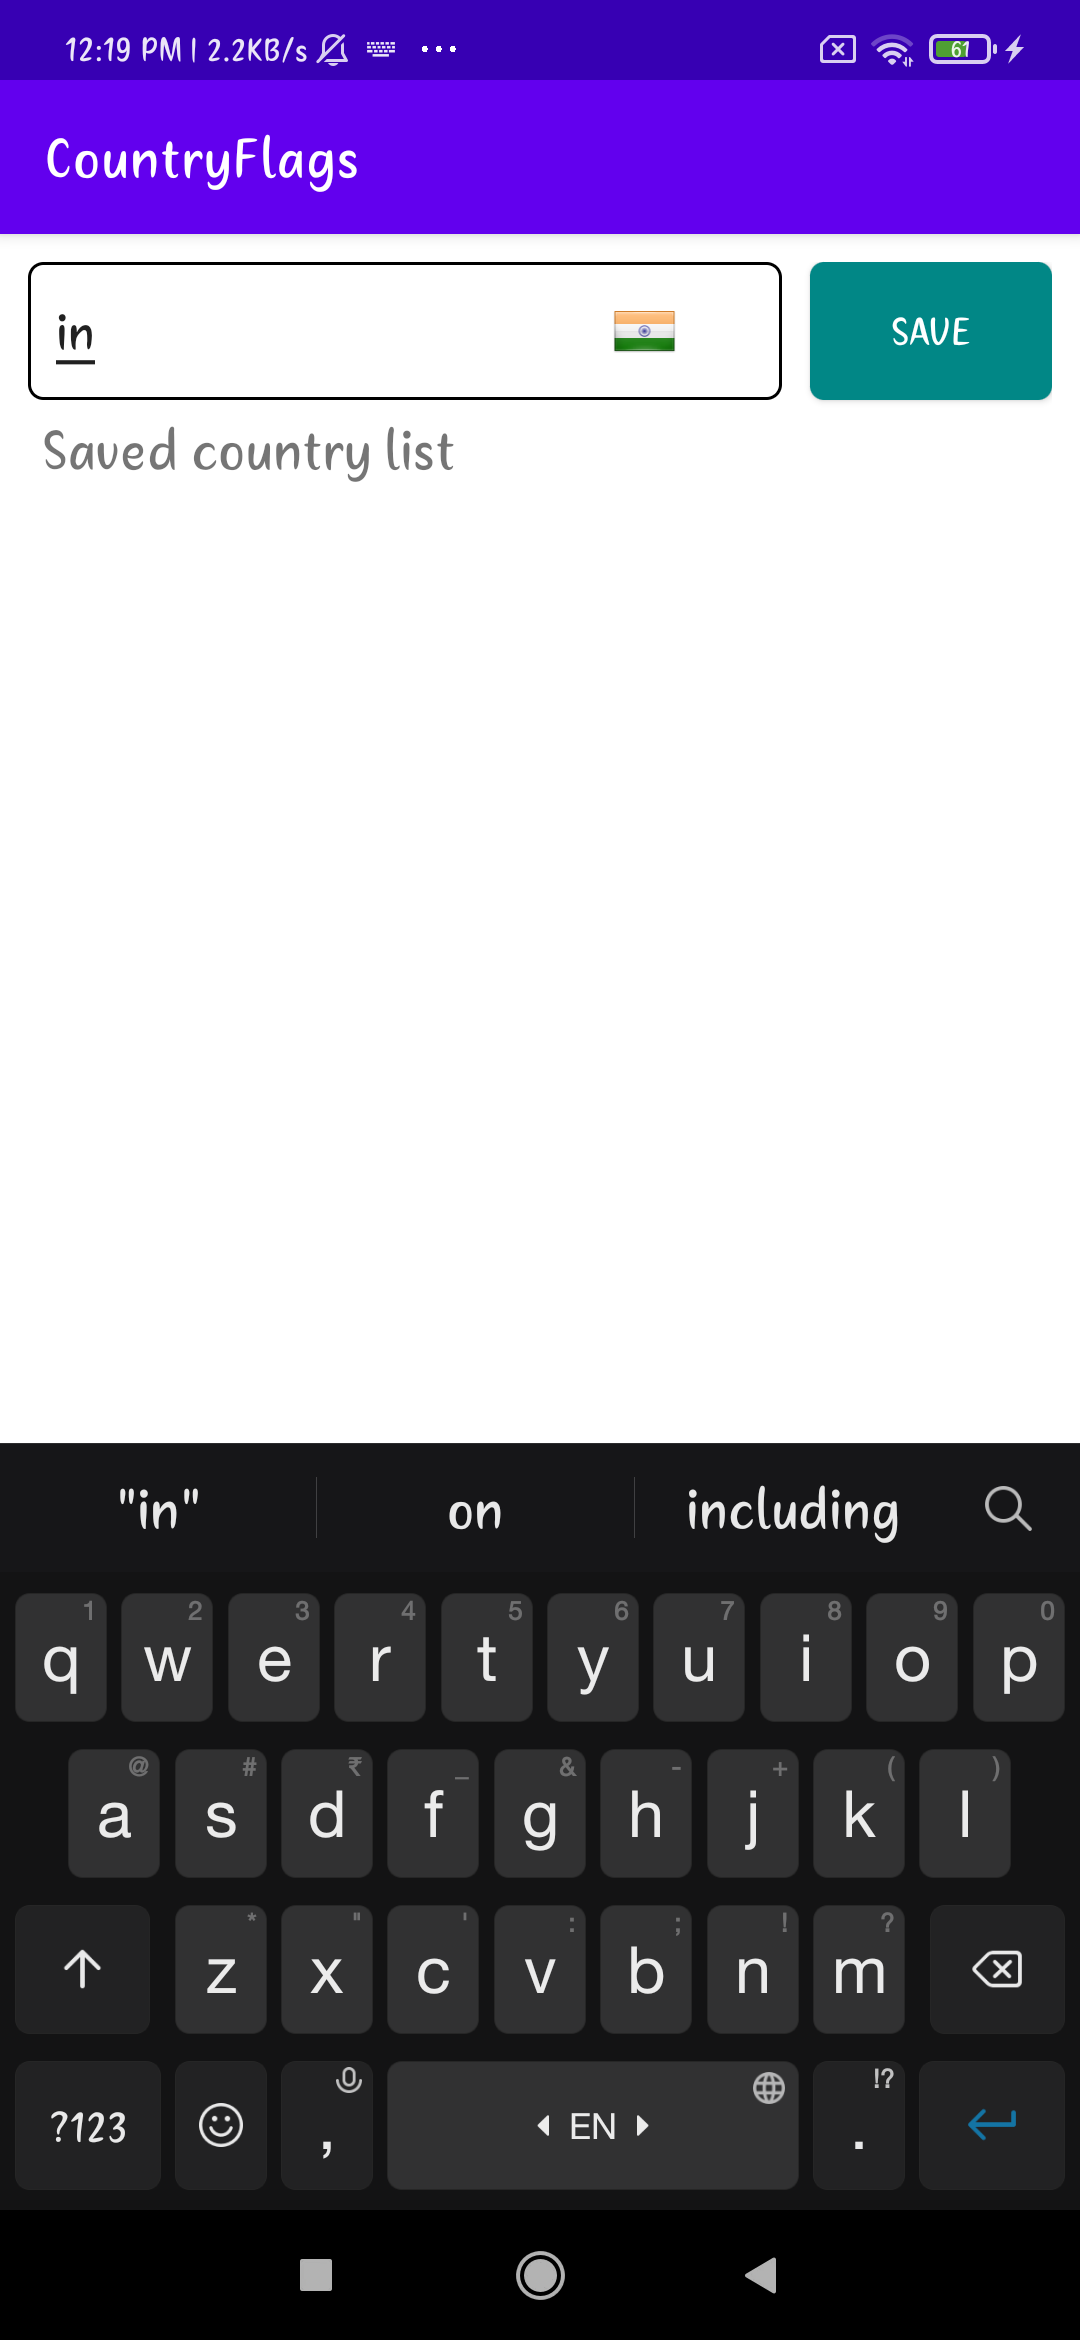 12:19 PM | 2.2KB/s ... 61
CountryFlags
in SAVE
Saved country list
"in" on including
1 2 3 4 5 6 7 8 9 0
q w e r t y u i o p
@ # ₹ _ & - + ( )
a s d f g h j k l
* " ' : ; ! ?
z x c v b n m
!?
?123 , EN .